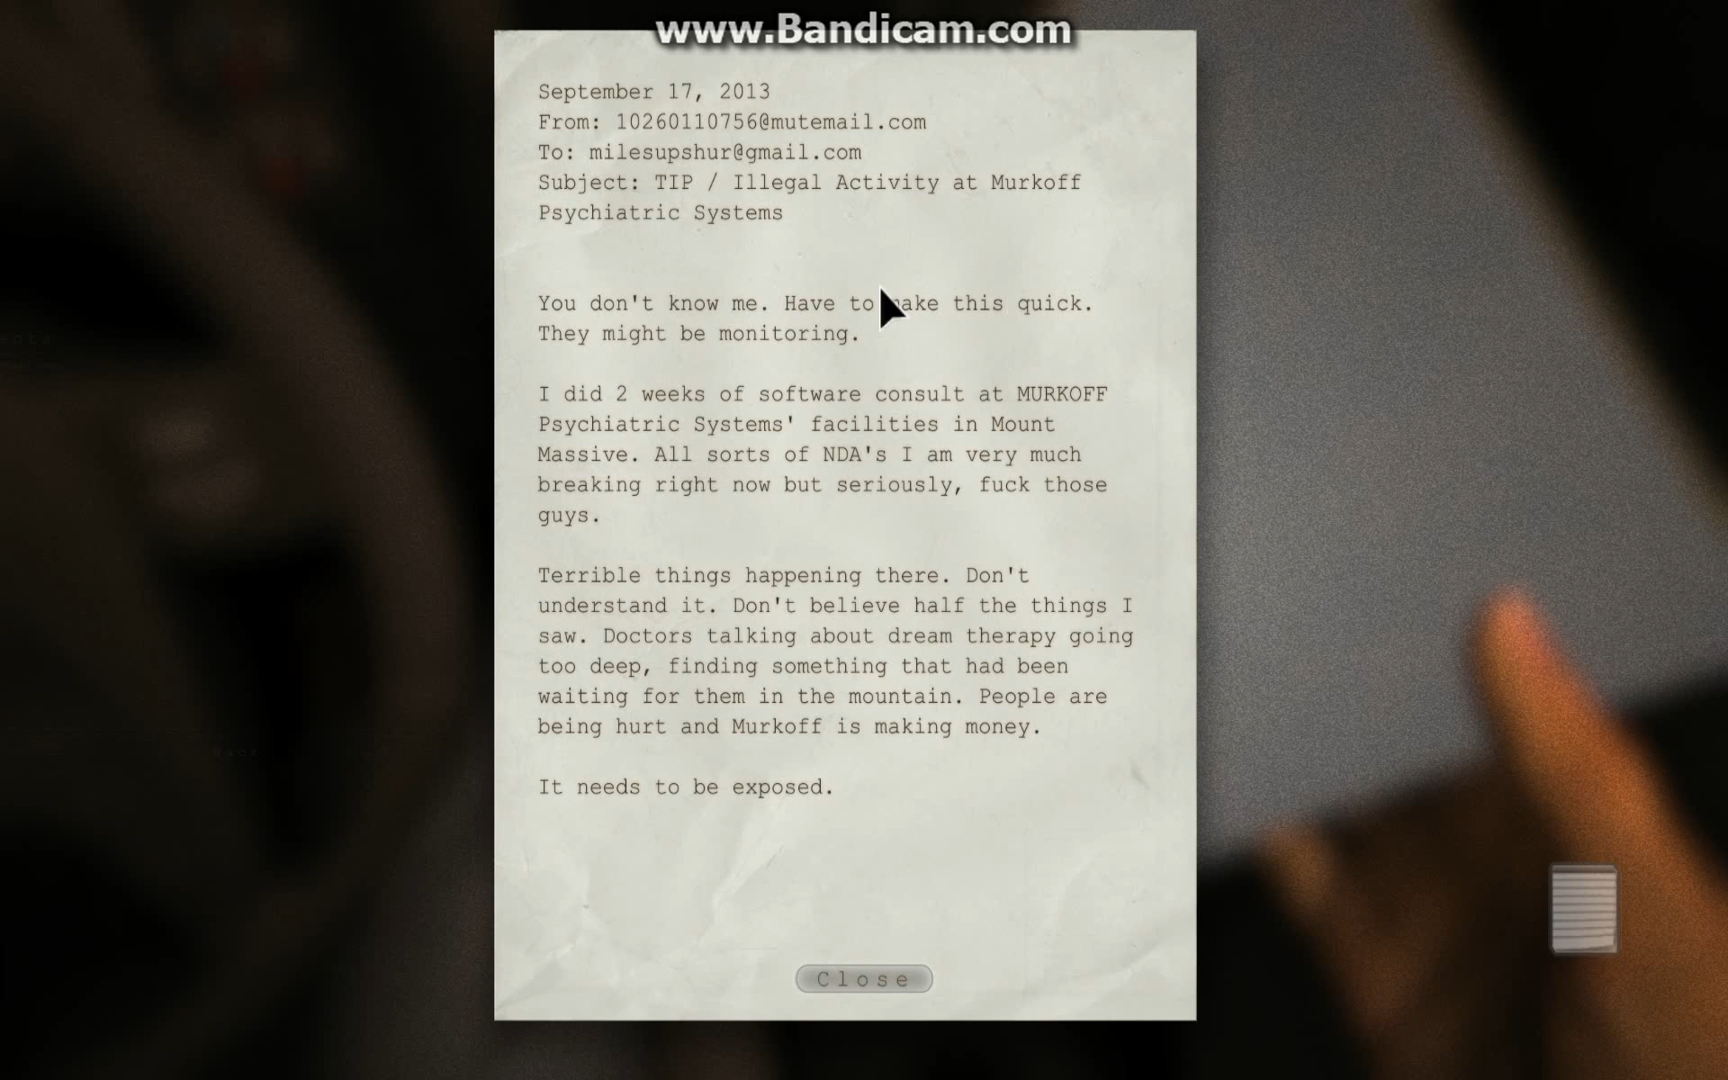 www.Bandicam.com
September 17, 2013
From: 10260110756@mutemail.com
To: milesupshur@gmail.com
Subject: TIP / Illegal Activity at Murkoff
Psychiatric Systems
You don't know me. Have to make this quick.
They might be monitoring.
I did 2 weeks of software consult at MURKOFF
Psychiatric Systems' facilities in Mount
Massive. All sorts of NDA's I am very much
breaking right now but seriously, fuck those
guys.
Terrible things happening there. Don't
understand it. Don't believe half the things I
saw. Doctors talking about dream therapy going
too deep, finding something that had been
waiting for them in the mountain. People are
being hurt and Murkoff is making money.
It needs to be exposed.
Close